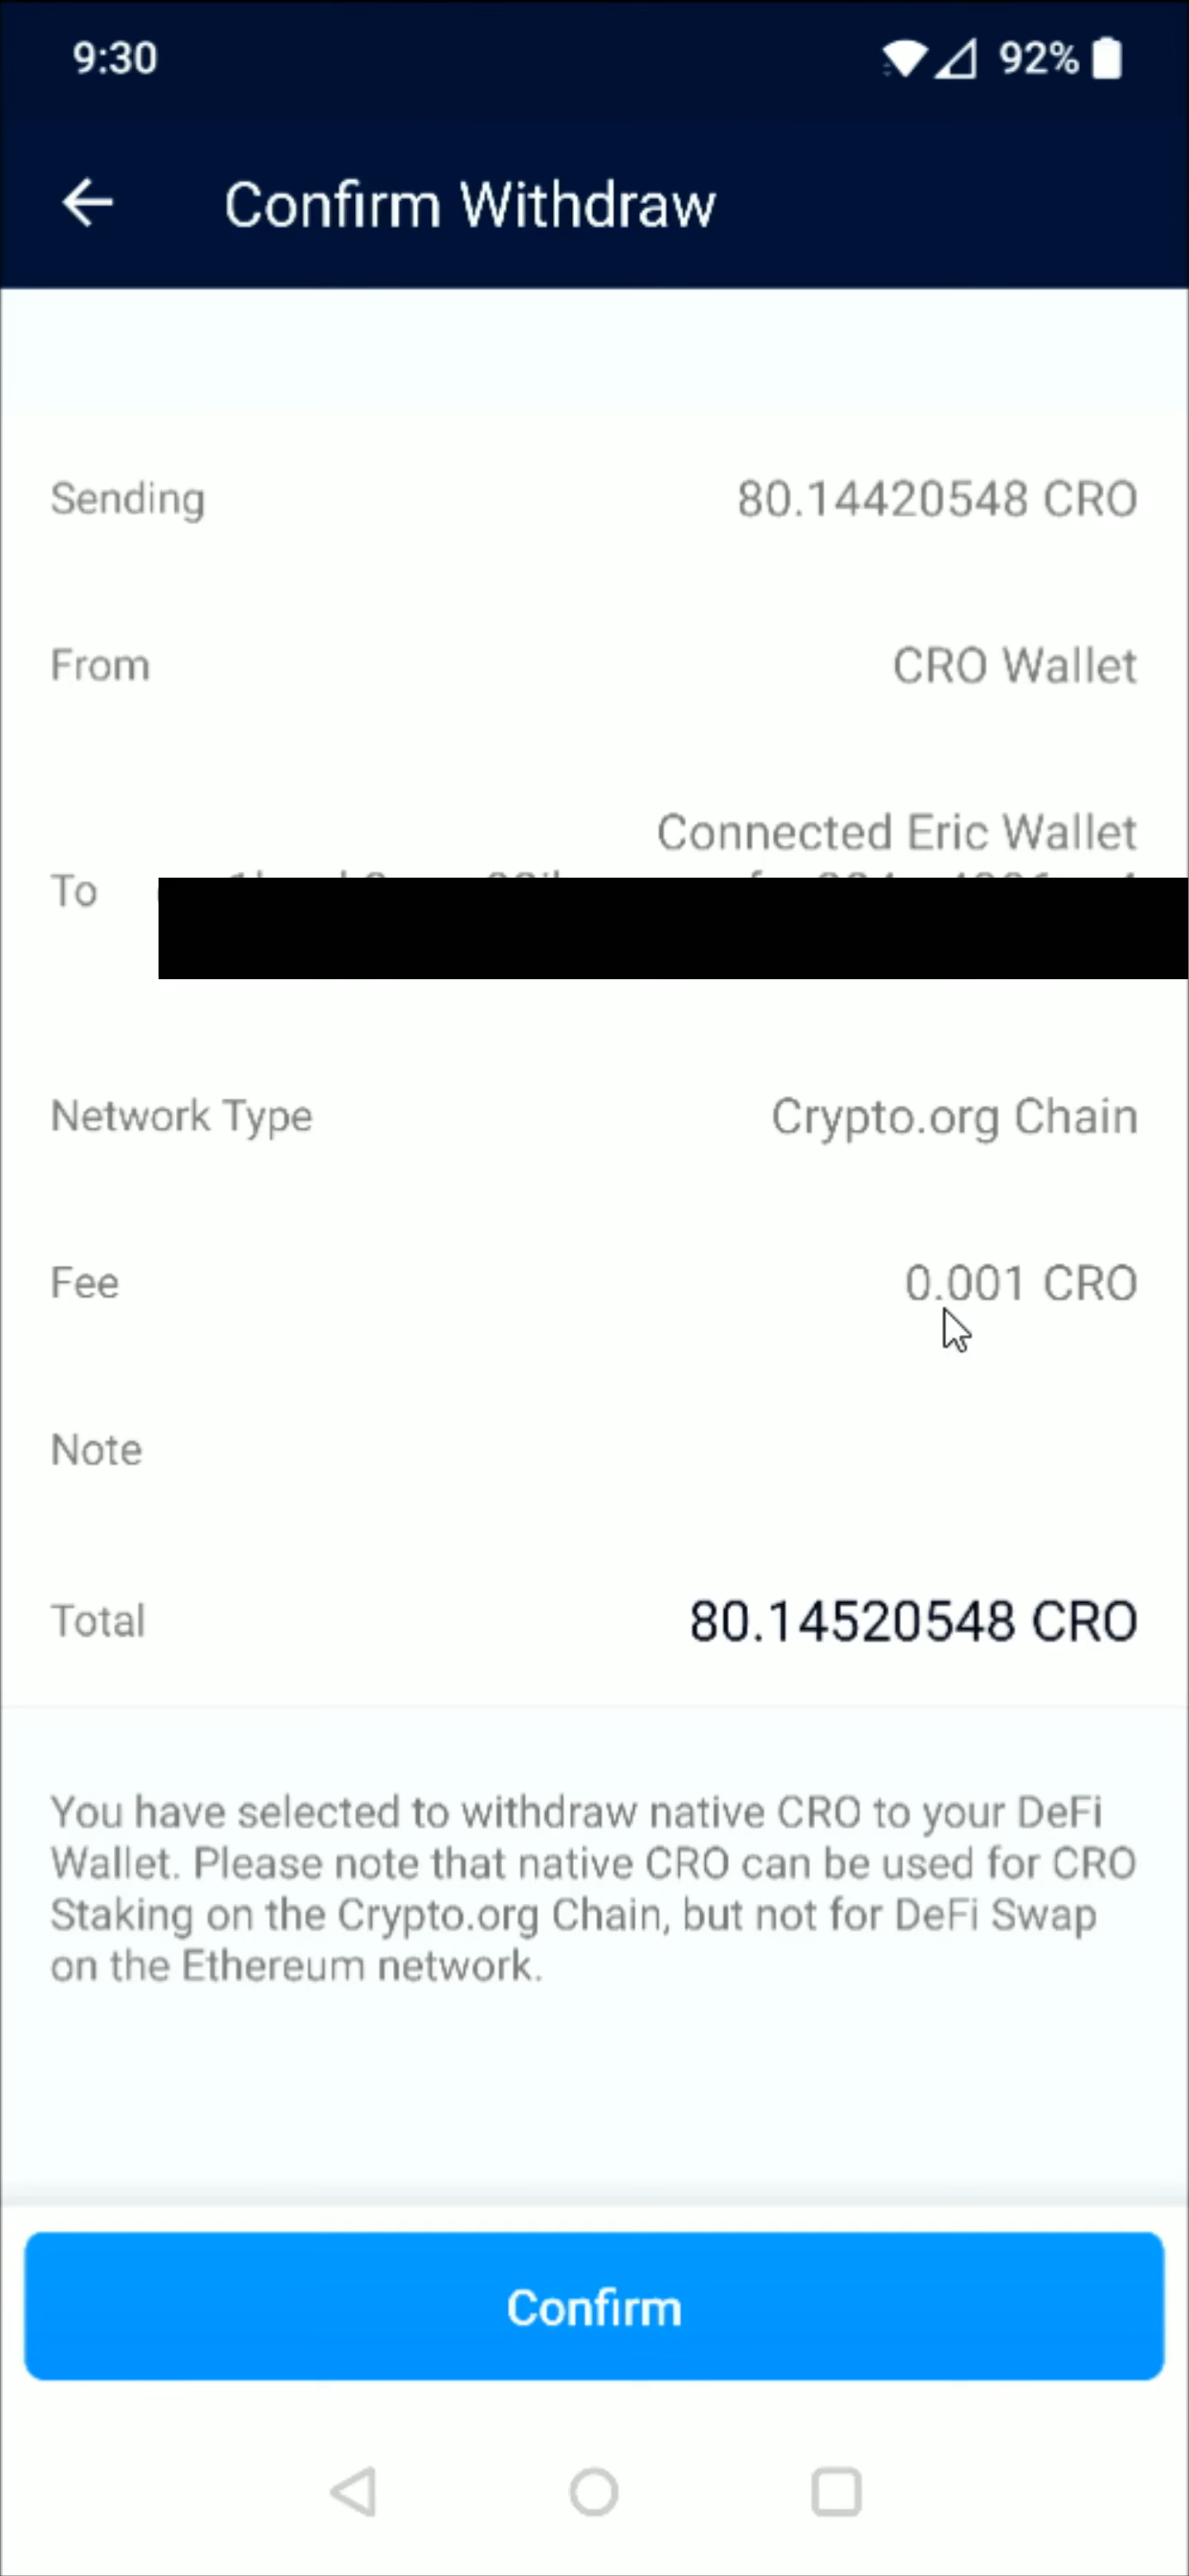 9:30 92%
Confirm Withdraw
Sending 80.14420548 CRO
From CRO Wallet
Connected Eric Wallet
To
Network Type Crypto.org Chain
Fee 0.001 CRO
Note
Total 80.14520548 CRO
You have selected to withdraw native CRO to your DeFi
Wallet. Please note that native CRO can be used for CRO
Staking on the Crypto.org Chain, but not for DeFi Swap
on the Ethereum network.
Confirm